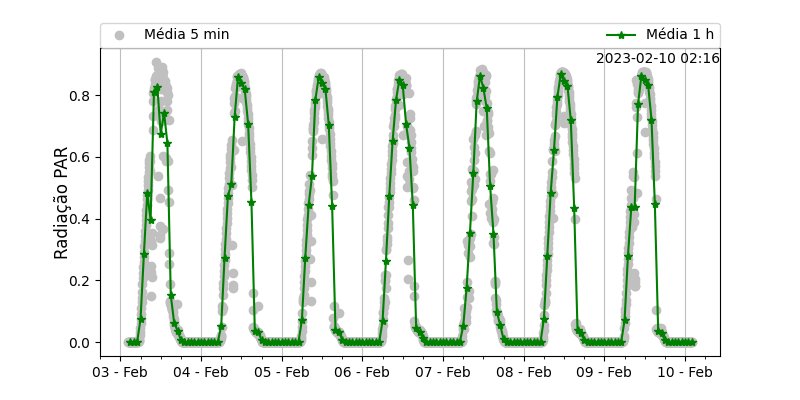 Média 5 min
Média 1 h
2023-02-10 02:16
Radiação PAR
0.8
0.6
0.4
0.2
0.0
03 - Feb
04 - Feb
05 - Feb
06 - Feb
07 - Feb
08 - Feb
09 - Feb
10 - Feb